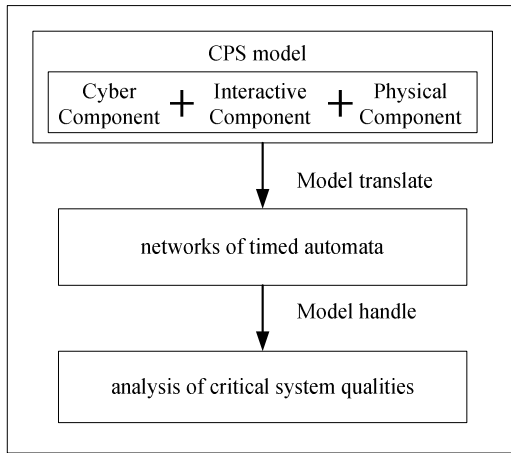 CPS model
Cyber Component + Interactive Component + Physical Component
Model translate
networks of timed automata
Model handle
analysis of critical system qualities